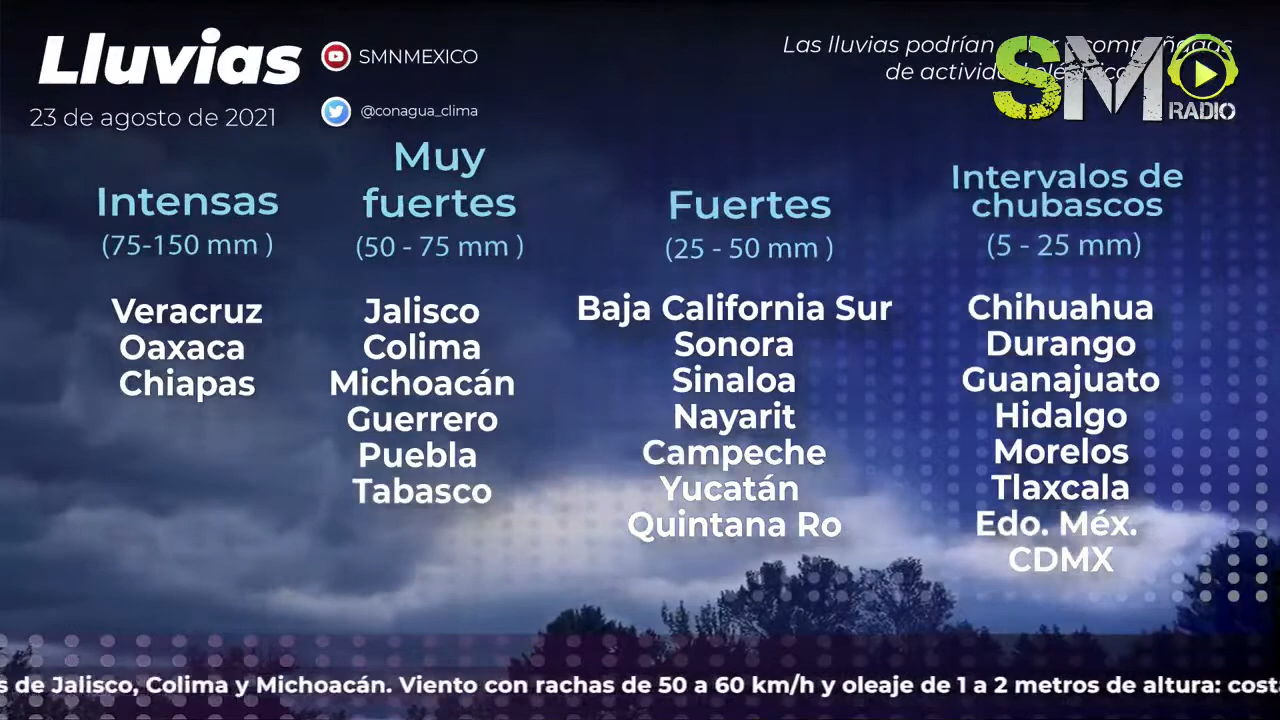 Lluvias
23 de agosto de 2021
SMNMEXICO
@conagua_clima
Las lluvias podrían
de
SM
RADIO
Intensas
(75-150 mm )
Veracruz
Oaxaca
Chiapas
Muy
fuertes
(50 - 75 mm )
Jalisco
Colima
Michoacán
Guerrero
Puebla
Tabasco
Fuertes
(25 - 50 mm )
Baja California Sur
Sonora
Sinaloa
Nayarit
Campeche
Yucatán
Quintana Ro
Intervalos de
chubascos
(5 - 25 mm)
Chihuahua
Durango
Guanajuato
Hidalgo
Morelos
Tlaxcala
Edo. Méx.
CDMX
s de Jalisco, Colima y Michoacán. Viento con rachas de 50 a 60 km/h y oleaje de 1 a 2 metros de altura: cost